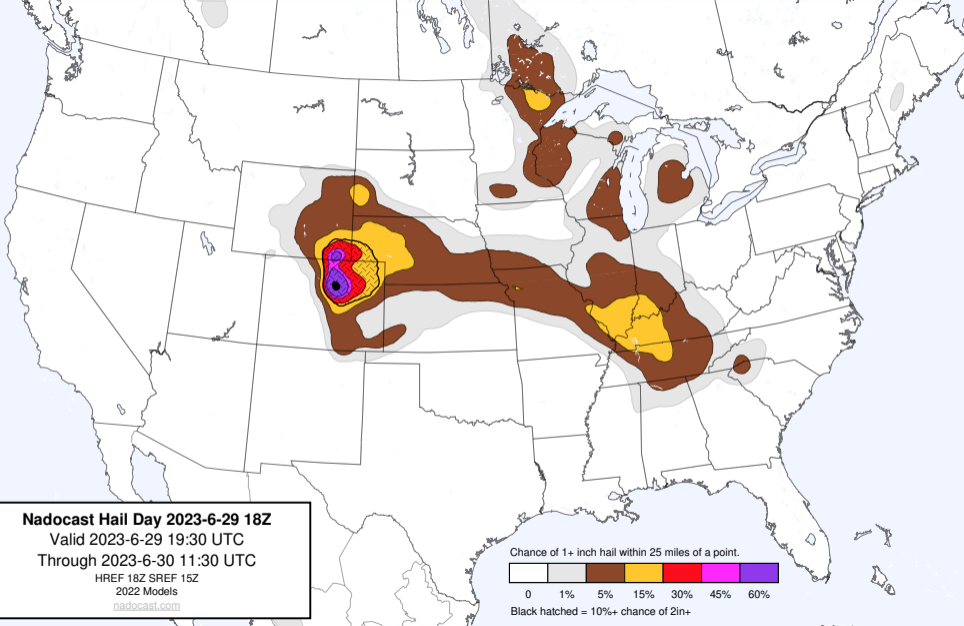 Nadocast Hail Day 2023-6-29 18Z
Valid 2023-6-29 19:30 UTC
Through 2023-6-30 11:30 UTC
HREF 18Z SREF 15Z
2022 Models
nadocast.com
Chance of 1+ inch hail within 25 miles of a point.
0 1% 5% 15% 30% 45% 60%
Black hatched = 10%+ chance of 2in+